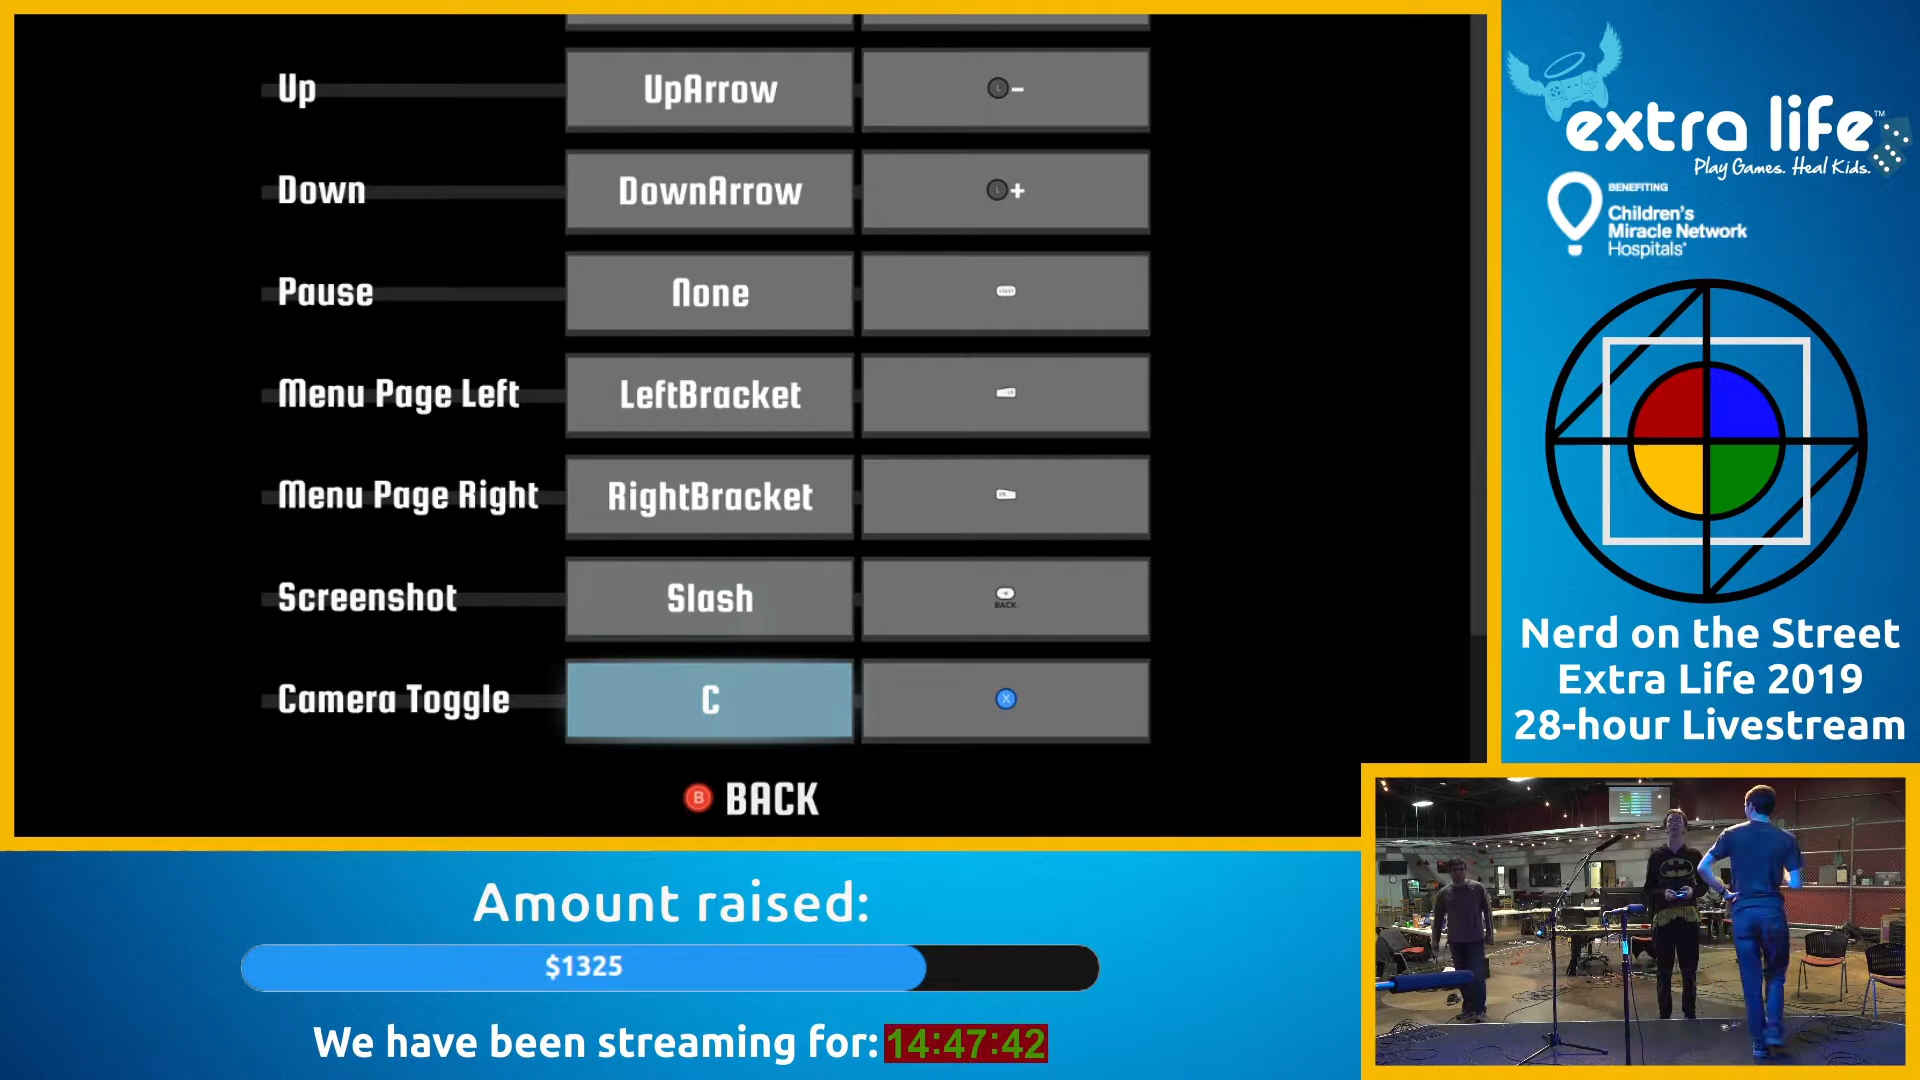 Up UpArrow -
Down DownArrow +
Pause None START
Menu Page Left LeftBracket
Menu Page Right RightBracket
Screenshot Slash BACK
Camera Toggle C X
B BACK
extra life™
Play Games. Heal Kids.
BENEFITING
Children's
Miracle Network
Hospitals®
Nerd on the Street
Extra Life 2019
28-hour Livestream
Amount raised:
$1325
We have been streaming for: 14:47:42